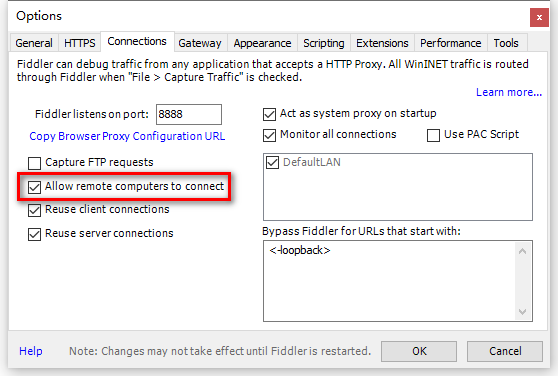 Options
x
General HTTPS Connections Gateway Appearance Scripting Extensions Performance Tools
Fiddler can debug traffic from any application that accepts a HTTP Proxy. All WinINET traffic is routed
through Fiddler when "File > Capture Traffic" is checked.
Learn more...
Fiddler listens on port: 8888
Copy Browser Proxy Configuration URL
Capture FTP requests
Allow remote computers to connect
Reuse client connections
Reuse server connections
Act as system proxy on startup
Monitor all connections Use PAC Script
DefaultLAN
Bypass Fiddler for URLs that start with:
<-loopback>
Help Note: Changes may not take effect until Fiddler is restarted. OK Cancel